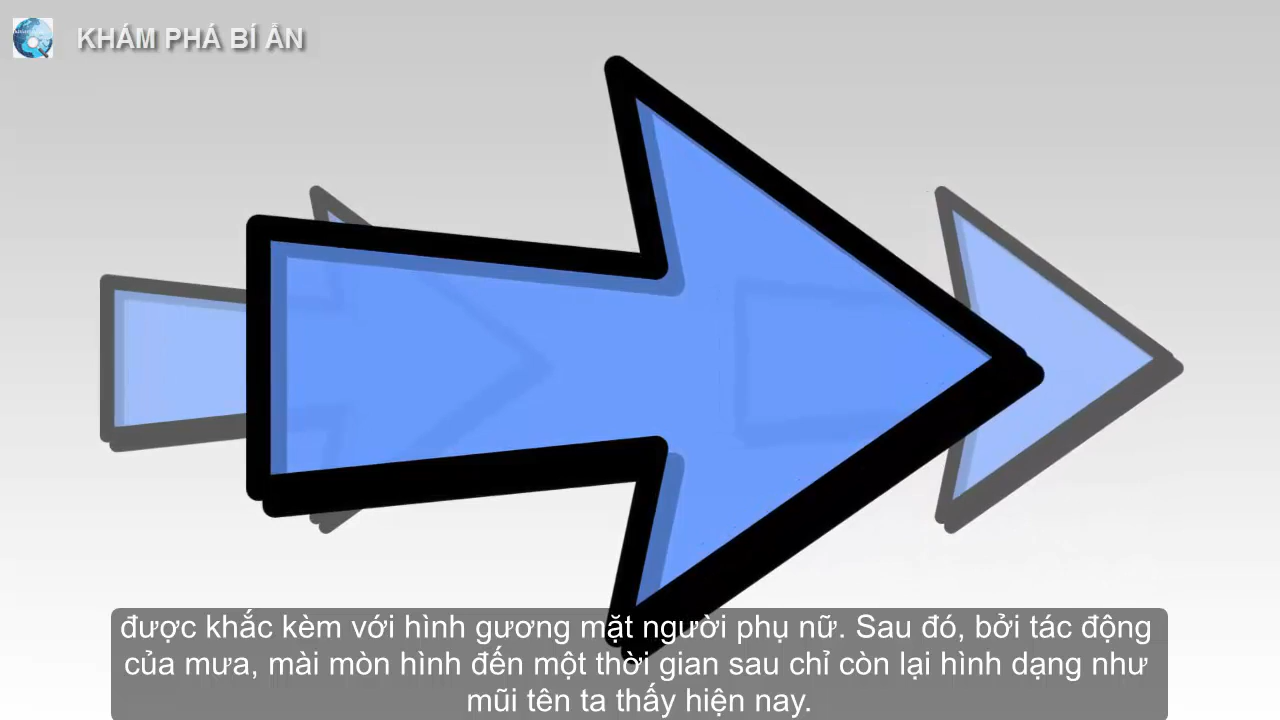 KHÁM PHÁ BÍ ẨN
được khắc kèm với hình gương mặt người phụ nữ. Sau đó, bởi tác động
của mưa, mài mòn hình đến một thời gian sau chỉ còn lại hình dạng như
mũi tên ta thấy hiện nay.